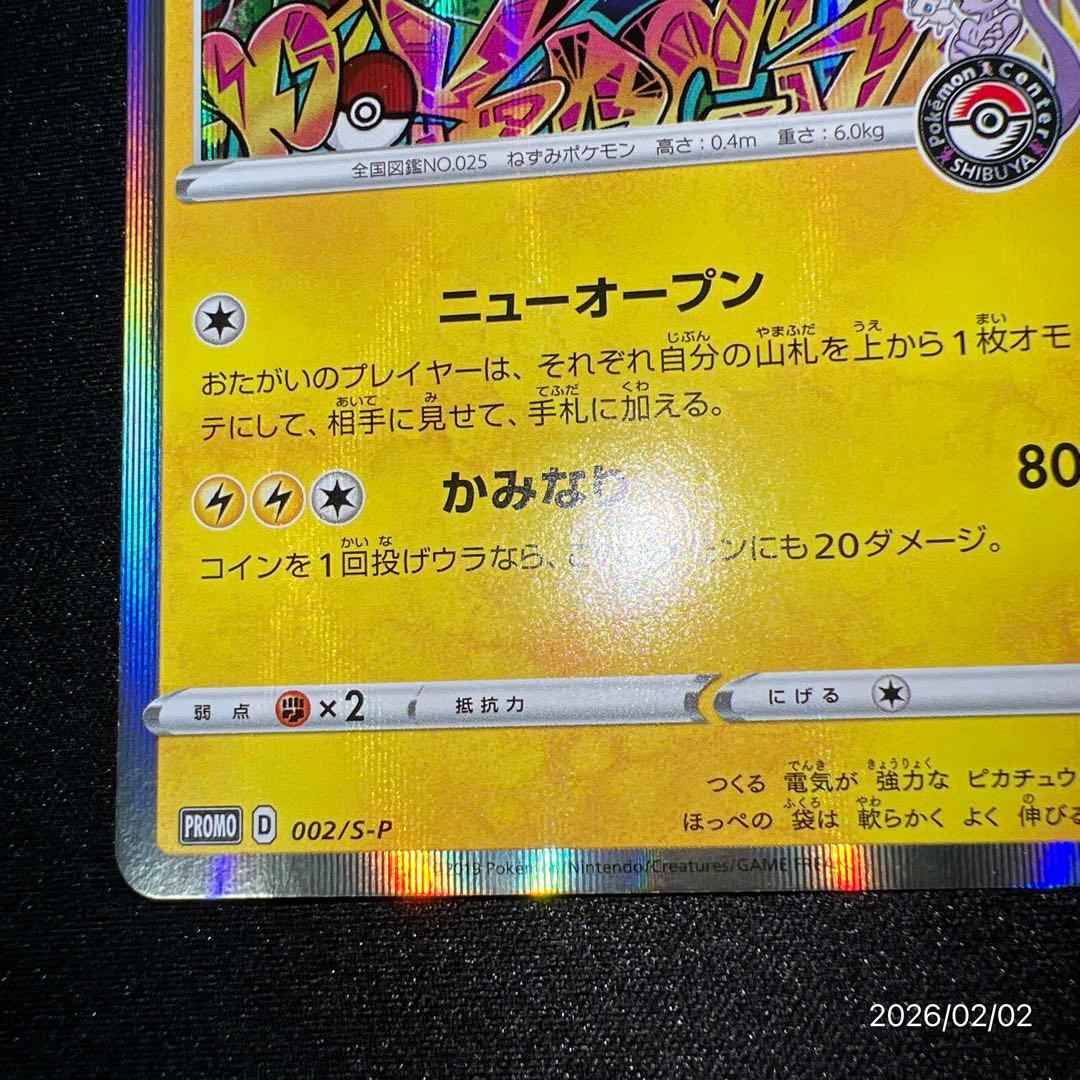 Pokémon Center
SHIBUYA
全国図鑑NO.025 ねずみポケモン 高さ：0.4m 重さ：6.0kg
ニューオープン
おたがいのプレイヤーは、それぞれ自分の山札を上から1枚オモ
テにして、相手に見せて、手札に加える。
かみなり 80
コインを1回投げウラなら、こ ンにも20ダメージ。
弱点 ×2 抵抗力 にげる
つくる 電気が 強力な ピカチュウ
ほっぺの 袋は 軟らかく よく 伸びる
PROMO D 002/S-P
©2019 Pokémon/Nintendo/Creatures/GAME FREAK
2026/02/02